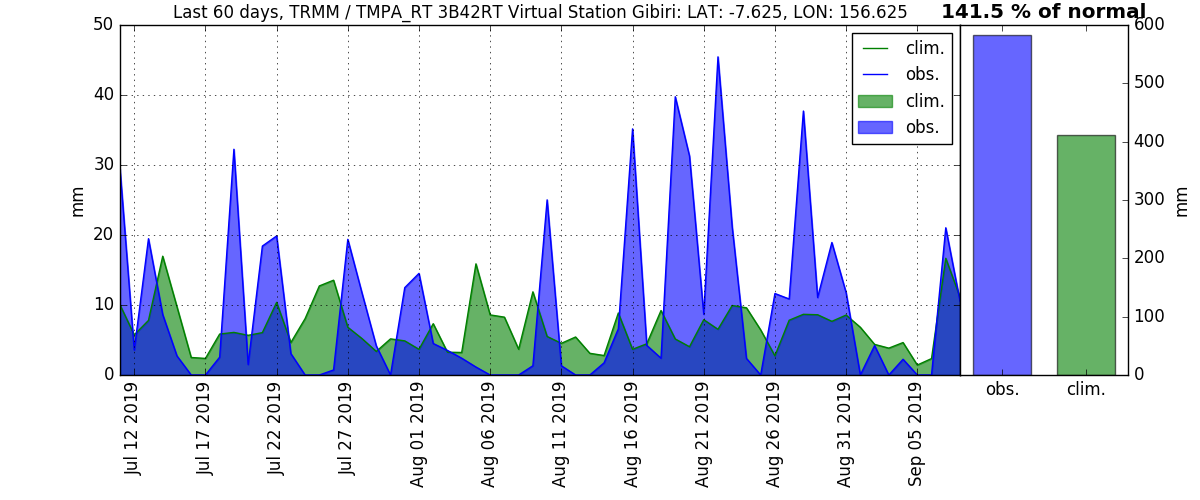 Last 60 days, TRMM / TMPA_RT 3B42RT Virtual Station Gibiri: LAT: -7.625, LON: 156.625
141.5 % of normal
50
40
30
20
10
0
mm
clim.
obs.
clim.
obs.
600
500
400
300
200
100
0
mm
Jul 12 2019
Jul 17 2019
Jul 22 2019
Jul 27 2019
Aug 01 2019
Aug 06 2019
Aug 11 2019
Aug 16 2019
Aug 21 2019
Aug 26 2019
Aug 31 2019
Sep 05 2019
obs.
clim.